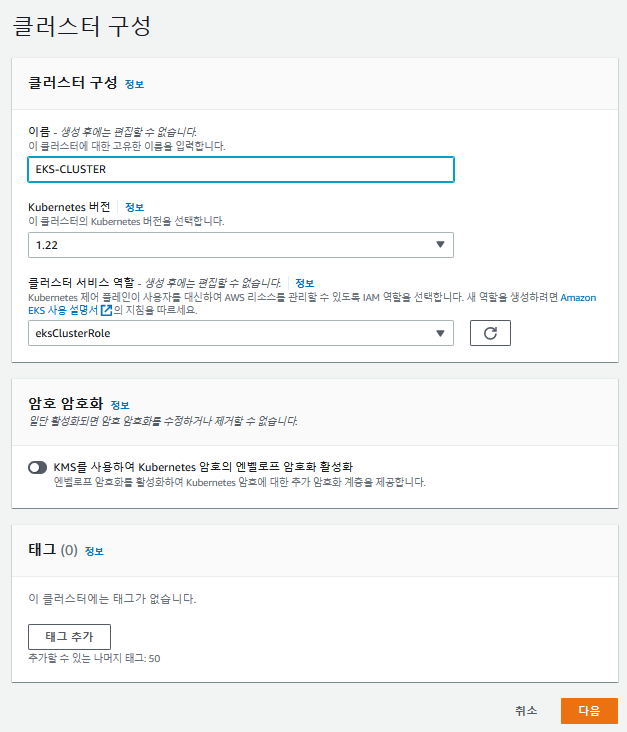 클러스터 구성
클러스터 구성 정보
이름 - 생성 후에는 편집할 수 없습니다.
이 클러스터에 대한 고유한 이름을 입력합니다.
EKS-CLUSTER
Kubernetes 버전 정보
이 클러스터의 Kubernetes 버전을 선택합니다.
1.22
클러스터 서비스 역할 - 생성 후에는 편집할 수 없습니다. 정보
Kubernetes 제어 플레인이 사용자를 대신하여 AWS 리소스를 관리할 수 있도록 IAM 역할을 선택합니다. 새 역할을 생성하려면 Amazon
EKS 사용 설명서의 지침을 따르세요.
eksClusterRole
암호 암호화 정보
일단 활성화되면 암호 암호화를 수정하거나 제거할 수 없습니다.
KMS를 사용하여 Kubernetes 암호의 엔벨로프 암호화 활성화
엔벨로프 암호화를 활성화하여 Kubernetes 암호에 대한 추가 암호화 계층을 제공합니다.
태그 (0) 정보
이 클러스터에는 태그가 없습니다.
태그 추가
추가할 수 있는 나머지 태그: 50
취소 다음